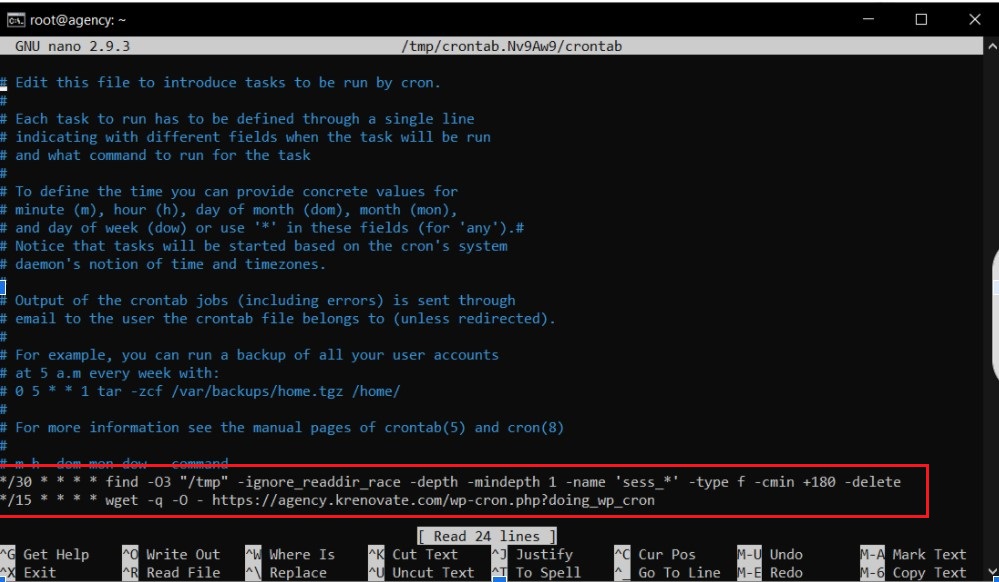 root@agency: ~
GNU nano 2.9.3 /tmp/crontab.Nv9Aw9/crontab
# Edit this file to introduce tasks to be run by cron.
#
# Each task to run has to be defined through a single line
# indicating with different fields when the task will be run
# and what command to run for the task
#
# To define the time you can provide concrete values for
# minute (m), hour (h), day of month (dom), month (mon),
# and day of week (dow) or use '*' in these fields (for 'any').#
# Notice that tasks will be started based on the cron's system
# daemon's notion of time and timezones.
#
# Output of the crontab jobs (including errors) is sent through
# email to the user the crontab file belongs to (unless redirected).
#
# For example, you can run a backup of all your user accounts
# at 5 a.m every week with:
# 0 5 * * 1 tar -zcf /var/backups/home.tgz /home/
#
# For more information see the manual pages of crontab(5) and cron(8)
#
# m h  dom mon dow   command
*/30 * * * * find -O3 "/tmp" -ignore_readdir_race -depth -mindepth 1 -name 'sess_*' -type f -cmin +180 -delete
*/15 * * * * wget -q -O - https://agency.krenovate.com/wp-cron.php?doing_wp_cron
[ Read 24 lines ]
^G Get Help ^O Write Out ^W Where Is ^K Cut Text ^J Justify ^C Cur Pos M-U Undo M-A Mark Text
^X Exit ^R Read File ^\ Replace ^U Uncut Text ^T To Spell ^_ Go To Line M-E Redo M-6 Copy Text